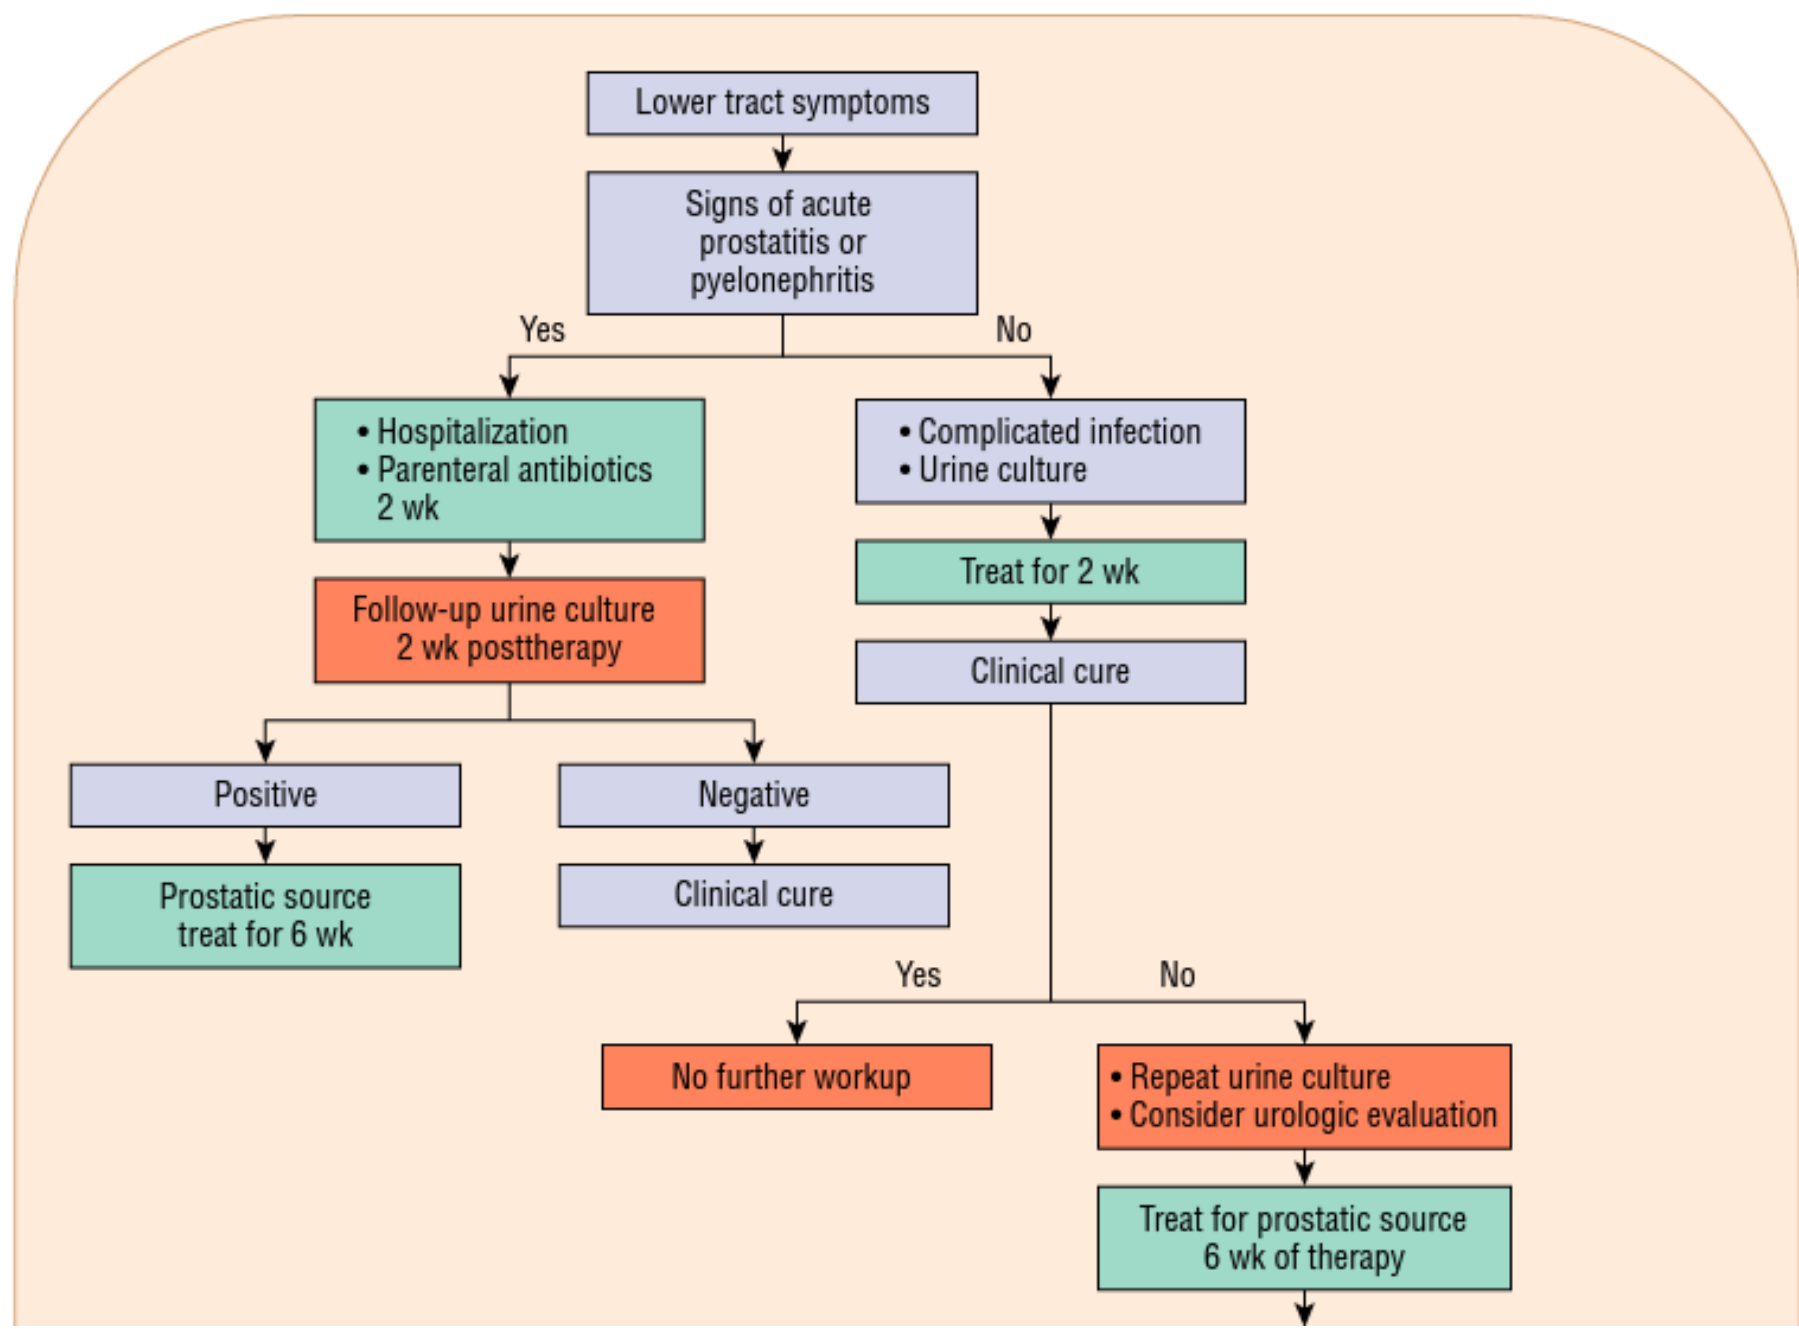 Lower tract symptoms
Signs of acute
prostatitis or
pyelonephritis
Yes
No
• Hospitalization
• Parenteral antibiotics
2 wk
• Complicated infection
• Urine culture
Treat for 2 wk
Follow-up urine culture
2 wk posttherapy
Clinical cure
Positive
Negative
Prostatic source
treat for 6 wk
Clinical cure
Yes
No
No further workup
• Repeat urine culture
• Consider urologic evaluation
Treat for prostatic source
6 wk of therapy